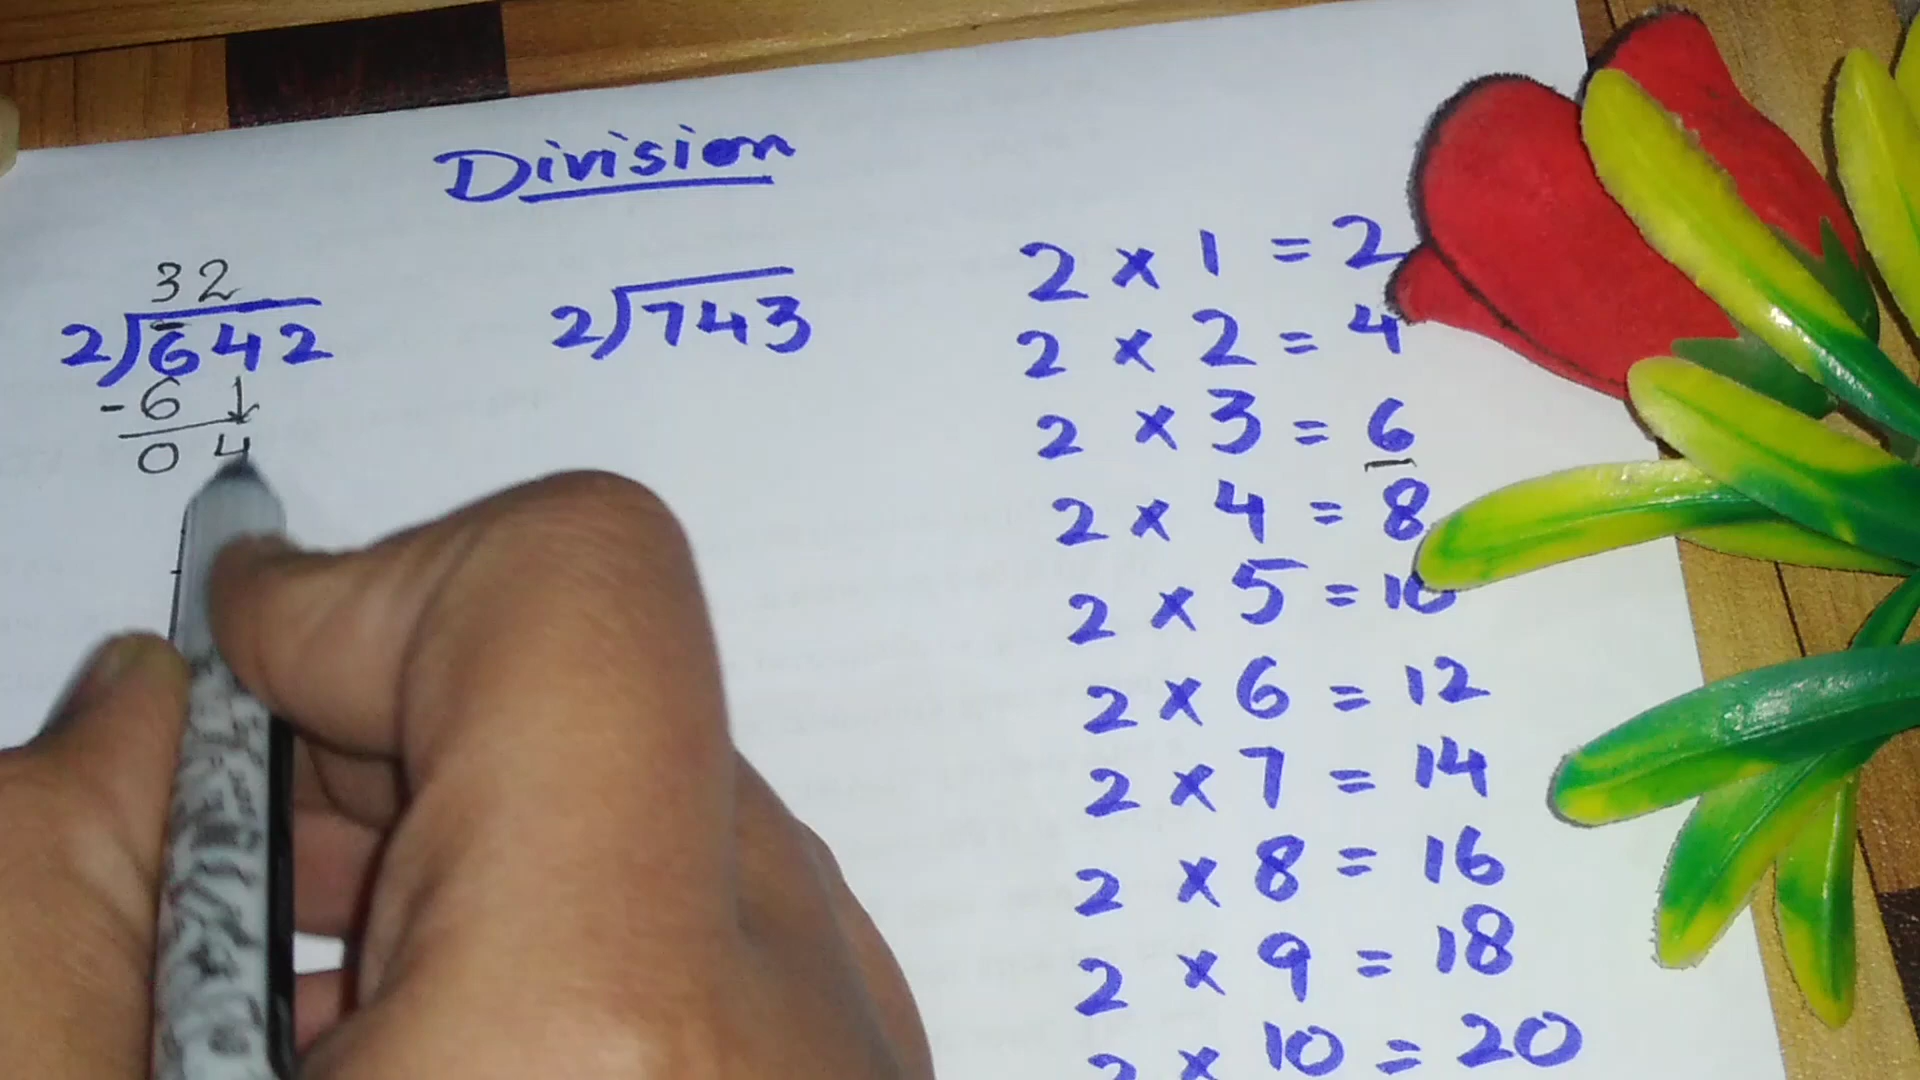 Division
32
2)642
-6↓
04
2)743
2 × 1 = 2
2 × 2 = 4
2 × 3 = 6
2 × 4 = 8
2 × 5 = 10
2 × 6 = 12
2 × 7 = 14
2 × 8 = 16
2 × 9 = 18
2 × 10 = 20